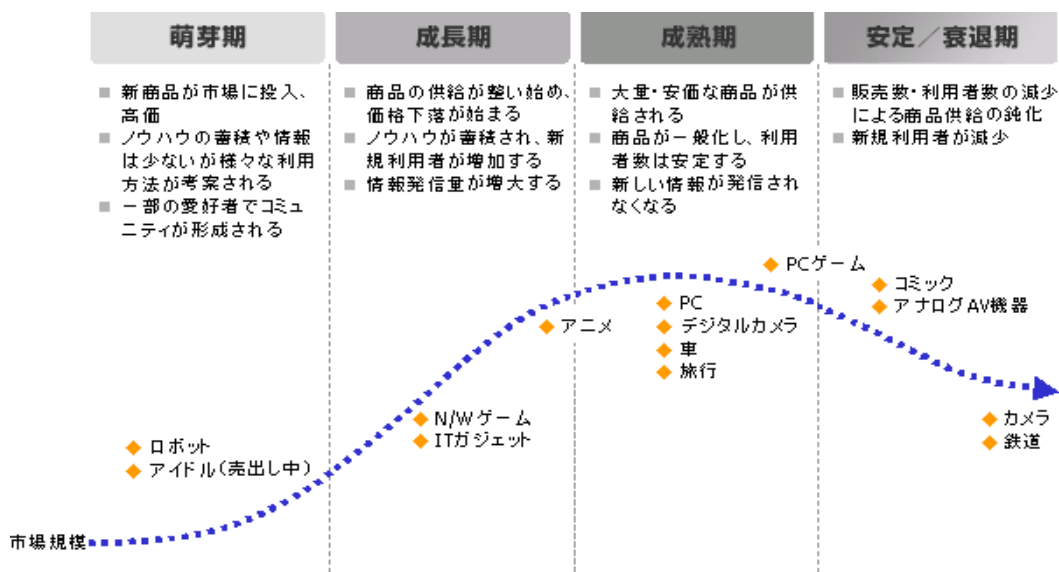 萌芽期
■ 新商品が市場に投入、
高価
■ ノウハウの蓄積や情報
は少ないが様々な利用
方法が考案される
■ 一部の愛好者でコミュ
ニティが形成される
成長期
■ 商品の供給が整い始め、
価格下落が始まる
■ ノウハウが蓄積され、新
規利用者が増加する
■ 情報発信量が増大する
成熟期
■ 大量・安価な商品が供
給される
■ 商品が一般化し、利用
者数は安定する
■ 新しい情報が発信され
なくなる
安定／衰退期
■ 販売数・利用者数の減少
による商品供給の鈍化
■ 新規利用者が減少
◆ ロボット
◆ アイドル（売出し中）
◆ N/Wゲーム
◆ ITガジェット
◆ アニメ
◆ PC
◆ デジタルカメラ
◆ 車
◆ 旅行
◆ PCゲーム
◆ コミック
◆ アナログAV機器
◆ カメラ
◆ 鉄道
市場規模